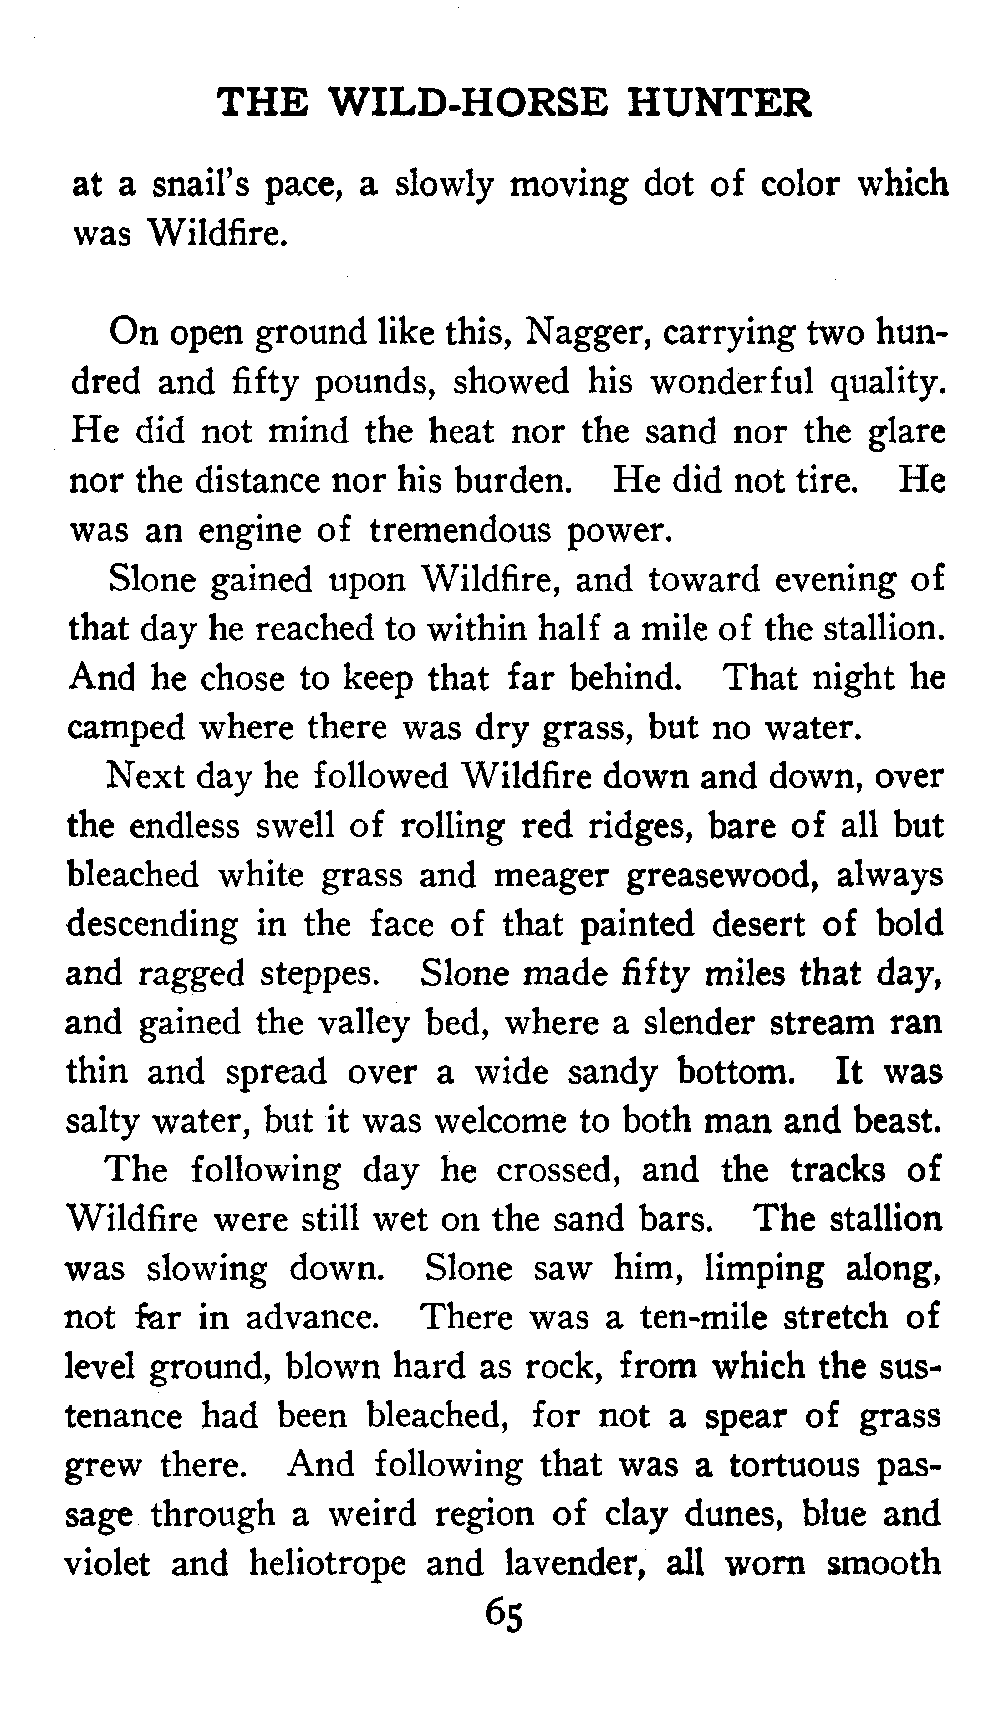 THE WILD-HORSE HUNTER
at a snail's pace, a slowly moving dot of color which
was Wildfire.
On open ground like this, Nagger, carrying two hun-
dred and fifty pounds, showed his wonderful quality.
He did not mind the heat nor the sand nor the glare
nor the distance nor his burden. He did not tire. He
was an engine of tremendous power.
Slone gained upon Wildfire, and toward evening of
that day he reached to within half a mile of the stallion.
And he chose to keep that far behind. That night he
camped where there was dry grass, but no water.
Next day he followed Wildfire down and down, over
the endless swell of rolling red ridges, bare of all but
bleached white grass and meager greasewood, always
descending in the face of that painted desert of bold
and ragged steppes. Slone made fifty miles that day,
and gained the valley bed, where a slender stream ran
thin and spread over a wide sandy bottom. It was
salty water, but it was welcome to both man and beast.
The following day he crossed, and the tracks of
Wildfire were still wet on the sand bars. The stallion
was slowing down. Slone saw him, limping along,
not far in advance. There was a ten-mile stretch of
level ground, blown hard as rock, from which the sus-
tenance had been bleached, for not a spear of grass
grew there. And following that was a tortuous pas-
sage through a weird region of clay dunes, blue and
violet and heliotrope and lavender, all worn smooth
65